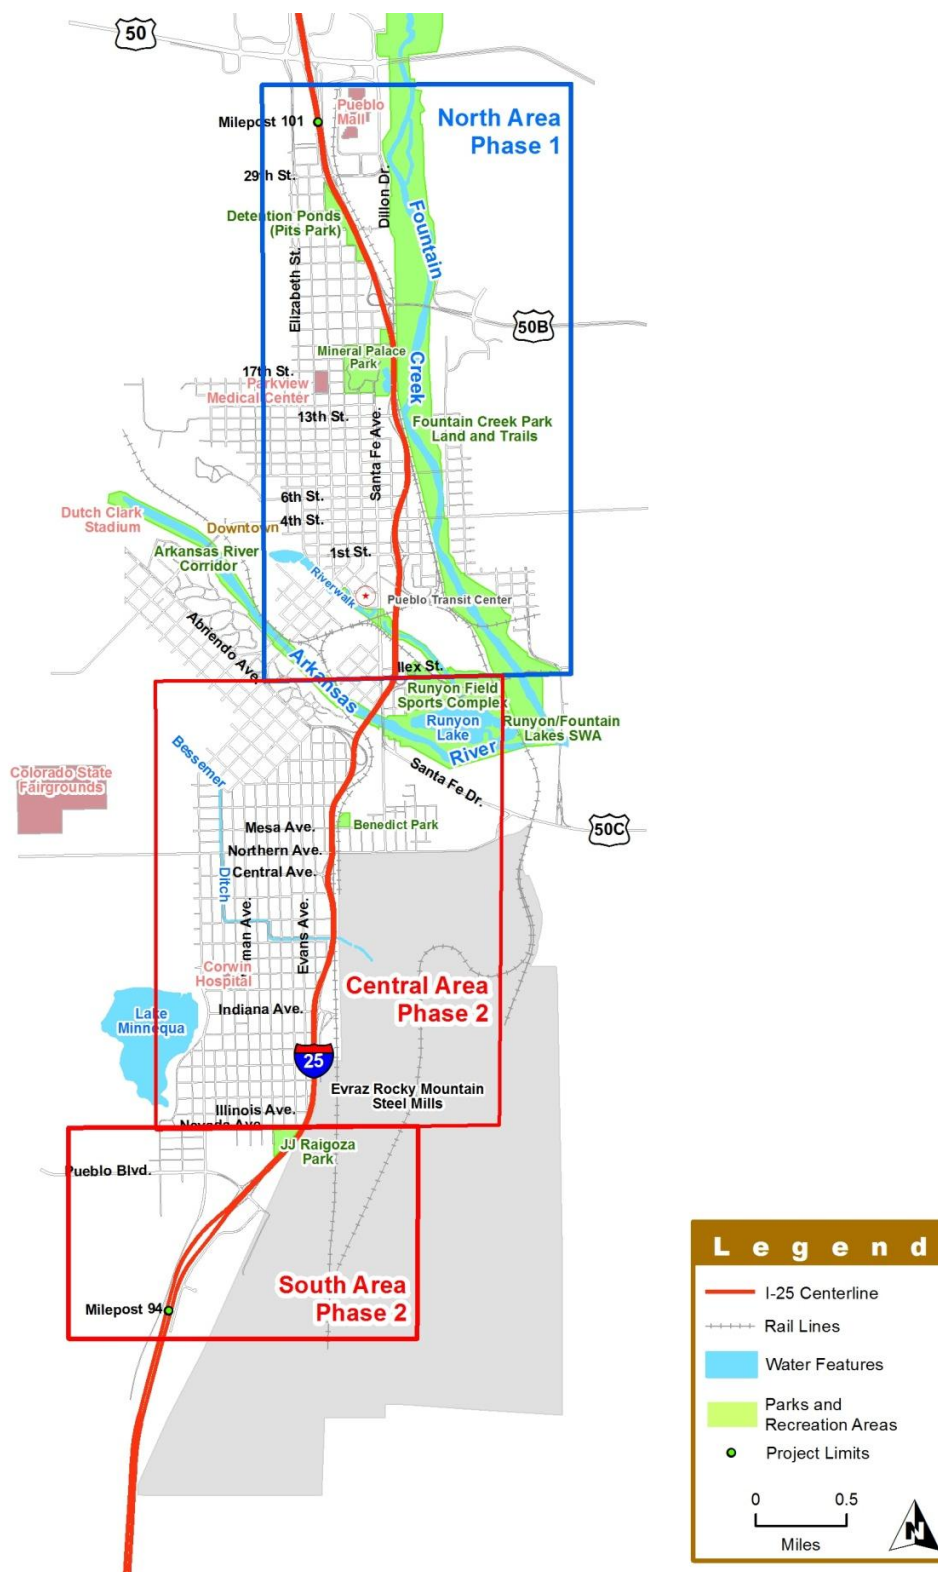 50
Pueblo
Mall
North Area
Phase 1
Milepost 101
29th St.
Dillon Dr.
Detention Ponds
(Pits Park)
Fountain
Elizabeth St.
50B
Mineral Palace
Park
Creek
17th St.
Parkview
Medical Center
13th St.
Santa Fe Ave.
Fountain Creek Park
Land and Trails
6th St.
Dutch Clark
Stadium
4th St.
Downtown
Arkansas River
Corridor
1st St.
Riverwalk
Pueblo Transit Center
Abriendo Ave.
Arkansas
Ilex St.
Runyon Field
Sports Complex
Runyon
Lake
Runyon/Fountain
Lakes SWA
River
Bessemer
Santa Fe Dr.
Colorado State
Fairgrounds
Mesa Ave.
Benedict Park
50C
Northern Ave.
Central Ave.
Ditch
man Ave.
Evans Ave.
Corwin
Hospital
Central Area
Phase 2
Indiana Ave.
Lake
Minnequa
25
Evraz Rocky Mountain
Steel Mills
Illinois Ave.
Nevada Ave.
JJ Raigoza
Park
Pueblo Blvd.
South Area
Phase 2
Milepost 94
Legend
I-25 Centerline
Rail Lines
Water Features
Parks and
Recreation Areas
Project Limits
0 0.5
Miles
N